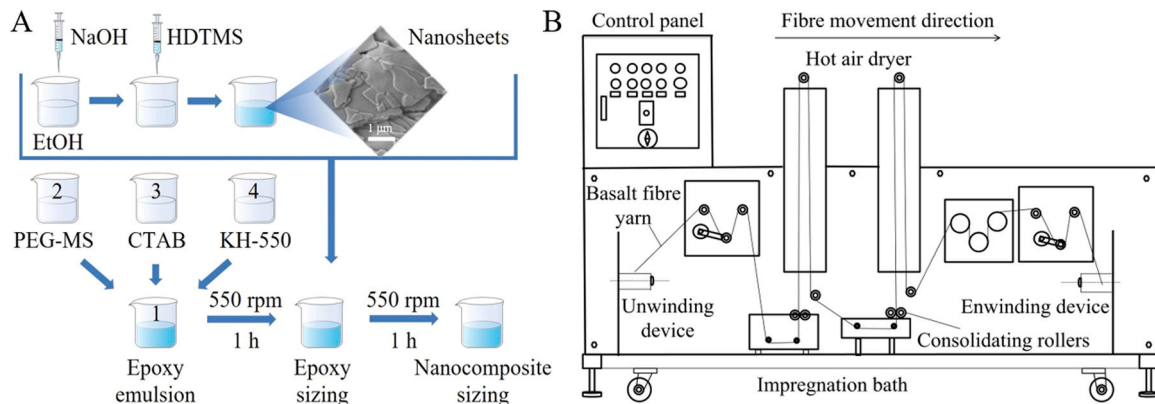 A
NaOH
HDTMS
Nanosheets
1 μm
EtOH
2
3
4
PEG-MS
CTAB
KH-550
1
550 rpm
1 h
550 rpm
1 h
Epoxy
emulsion
Epoxy
sizing
Nanocomposite
sizing
B
Control panel
Fibre movement direction
Hot air dryer
Basalt fibre
yarn
Unwinding
device
Enwinding device
Consolidating rollers
Impregnation bath